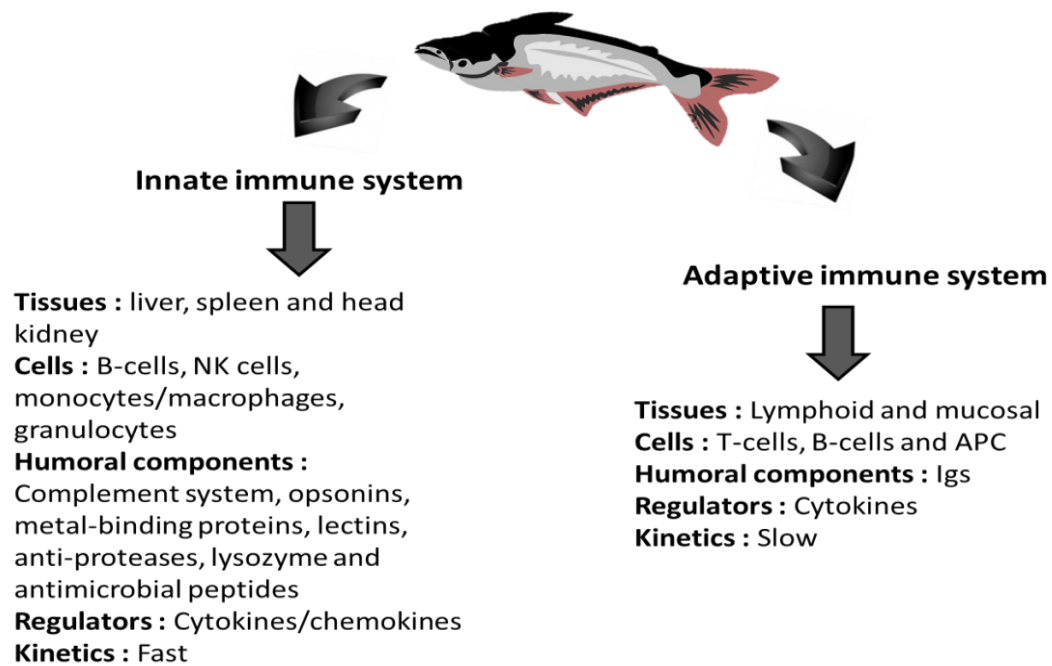 Innate immune system
Tissues : liver, spleen and head
kidney
Cells : B-cells, NK cells,
monocytes/macrophages,
granulocytes
Humoral components :
Complement system, opsonins,
metal-binding proteins, lectins,
anti-proteases, lysozyme and
antimicrobial peptides
Regulators : Cytokines/chemokines
Kinetics : Fast
Adaptive immune system
Tissues : Lymphoid and mucosal
Cells : T-cells, B-cells and APC
Humoral components : Igs
Regulators : Cytokines
Kinetics : Slow